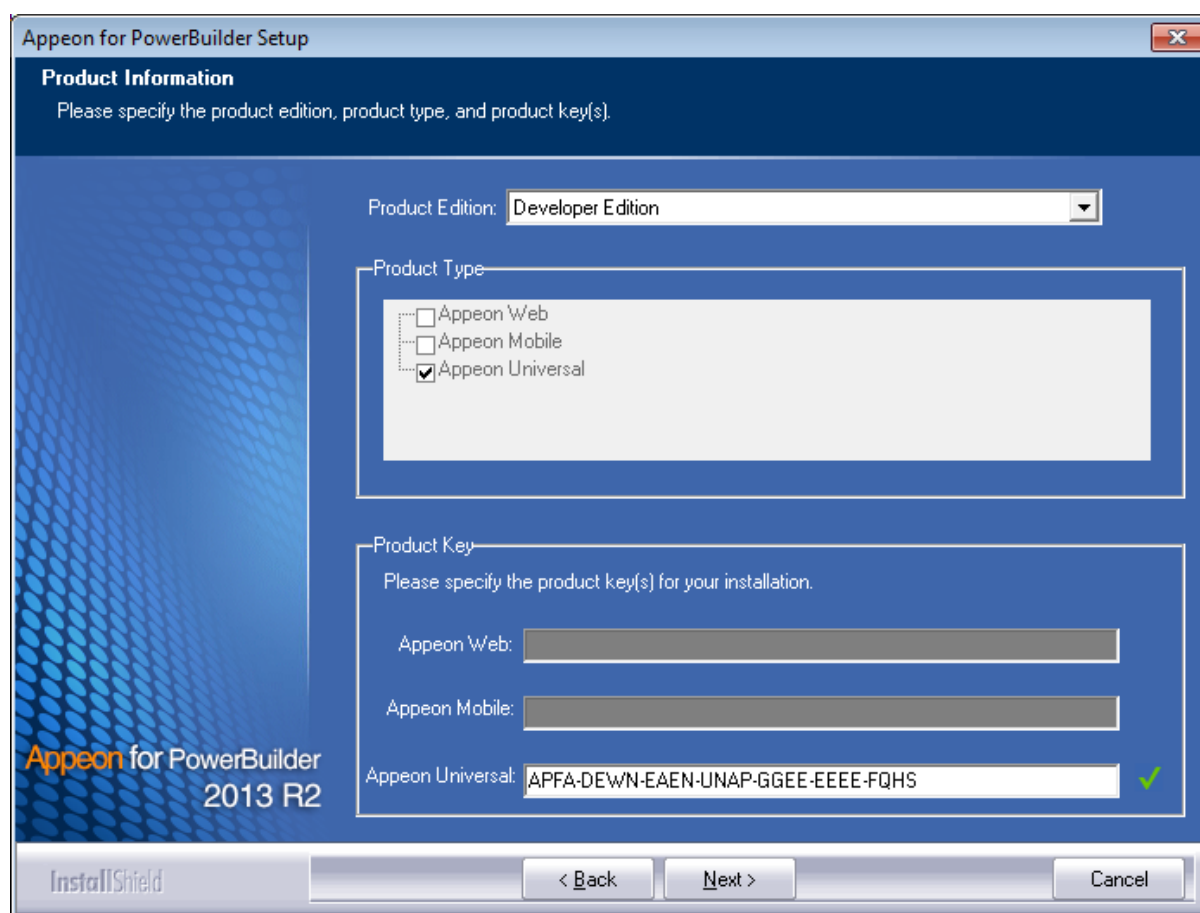 Appeon for PowerBuilder Setup
Product Information
Please specify the product edition, product type, and product key(s).
Product Edition: Developer Edition
Product Type
Appeon Web
Appeon Mobile
Appeon Universal
Product Key
Please specify the product key(s) for your installation.
Appeon Web:
Appeon Mobile:
Appeon Universal: APFA-DEWN-EAEN-UNAP-GGEE-EEEE-FQHS
Appeon for PowerBuilder
2013 R2
InstallShield
< Back
Next >
Cancel